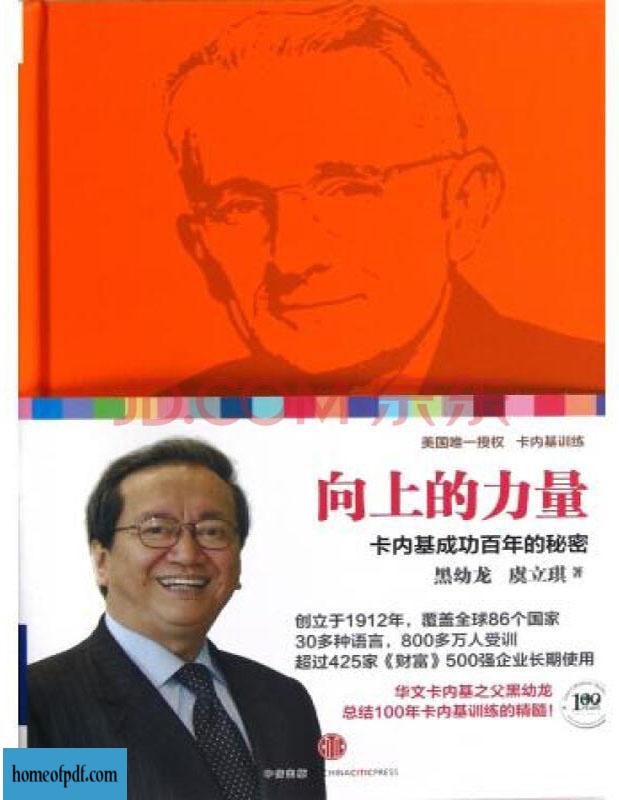 JD.COM 京东
美国唯一授权 卡内基训练
向上的力量
卡内基成功百年的秘密
黑幼龙 虞立琪 著
创立于1912年，覆盖全球86个国家
30多种语言，800多万人受训
超过425家《财富》500强企业长期使用
华文卡内基之父黑幼龙
总结100年卡内基训练的精髓！
100
中信出版 CHINACITICPRESS
homeofpdf.com